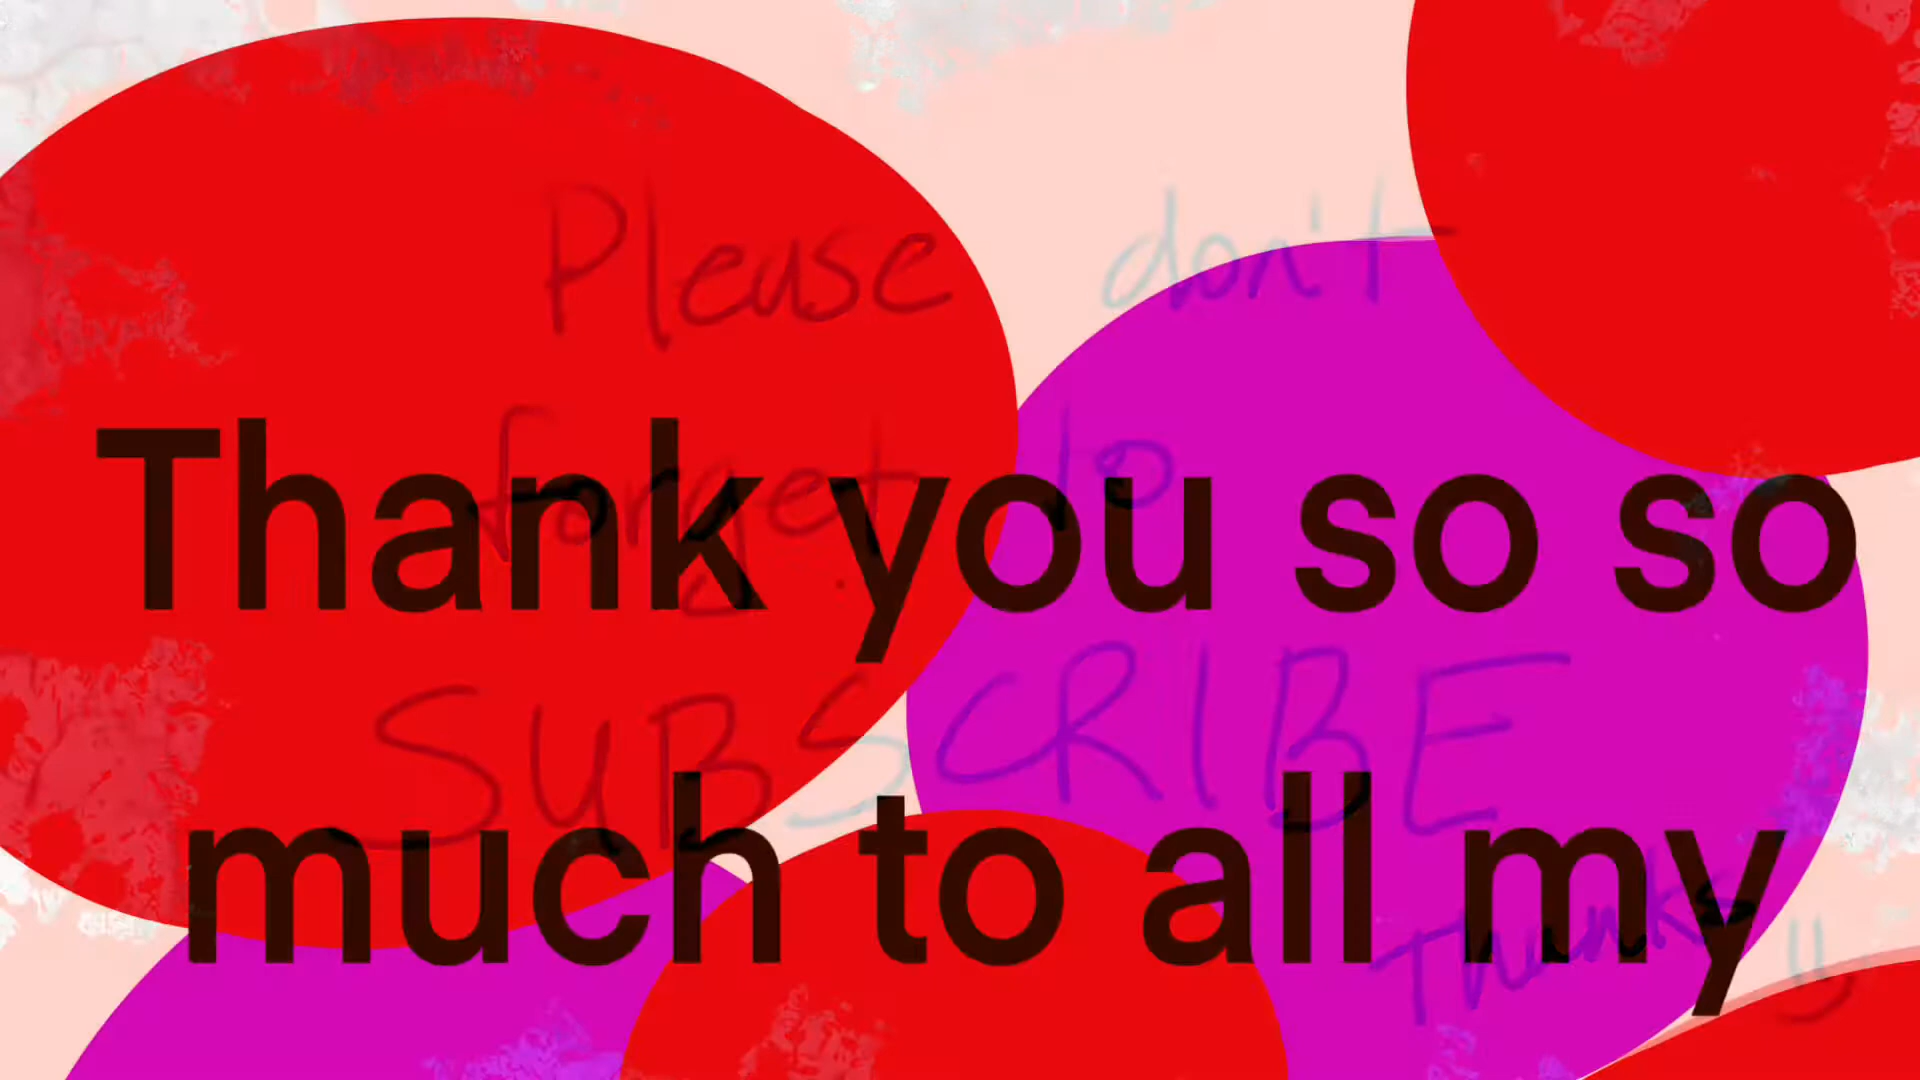 Please don't
Thank you so so
forget to
SUBSCRIBE
much to all my
Thanks